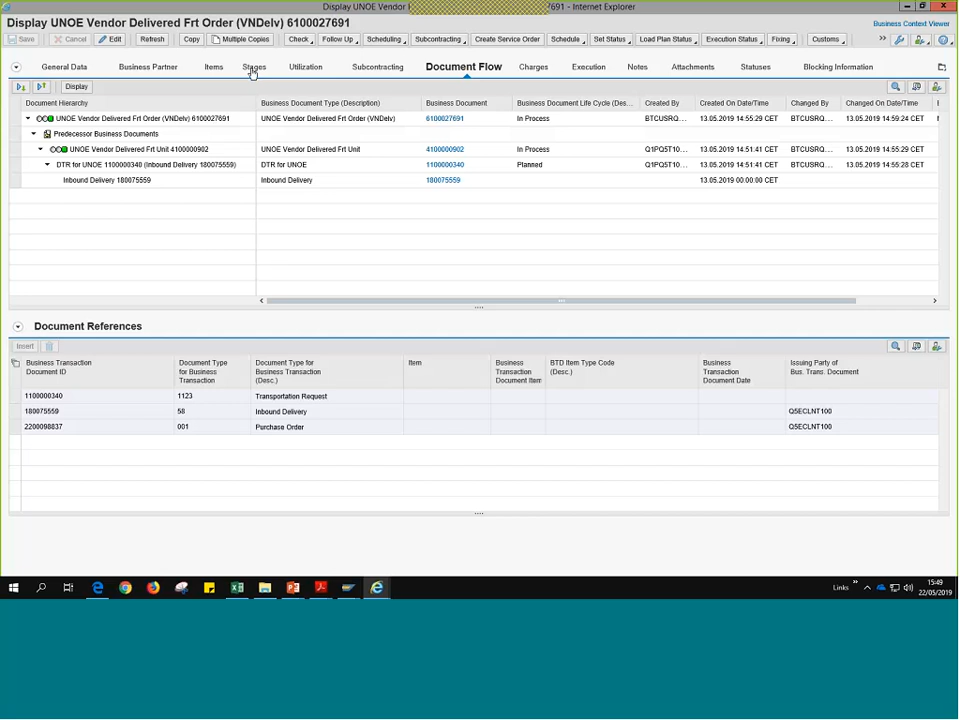 Display UNOE Vendor 7691 - Internet Explorer
Display UNOE Vendor Delivered Frt Order (VNDelv) 6100027691
Business Context Viewer
Save Cancel Edit Refresh Copy Multiple Copies Check Follow Up Scheduling Subcontracting Create Service Order Schedule Set Status Load Plan Status Execution Status Fixing Customs
General Data Business Partner Items Stages Utilization Subcontracting Document Flow Charges Execution Notes Attachments Statuses Blocking Information
Display
Document Hierarchy Business Document Type (Description) Business Document Business Document Life Cycle (Des... Created By Created On Date/Time Changed By Changed On Date/Time
UNOE Vendor Delivered Frt Order (VNDelv) 6100027691 UNOE Vendor Delivered Frt Order (VNDelv) 6100027691 In Process BTCUSRQ... 13.05.2019 14:55:29 CET BTCUSRQ... 13.05.2019 14:59:24 CET
Predecessor Business Documents
UNOE Vendor Delivered Frt Unit 4100000902 UNOE Vendor Delivered Frt Unit 4100000902 In Process Q1PQ5T10... 13.05.2019 14:51:41 CET BTCUSRQ... 13.05.2019 14:55:29 CET
DTR for UNOE 1100000340 (Inbound Delivery 180075559) DTR for UNOE 1100000340 Planned Q1PQ5T10... 13.05.2019 14:51:41 CET BTCUSRQ... 13.05.2019 14:55:28 CET
Inbound Delivery 180075559 Inbound Delivery 180075559 13.05.2019 00:00:00 CET
Document References
Insert
Business Transaction Document Type Document Type for Item Business BTD Item Type Code Business Issuing Party of
Document ID for Business Business Transaction Transaction (Desc.) Transaction Bus. Trans. Document
Transaction (Desc.) Document Item Document Date
1100000340 1123 Transportation Request
180075559 58 Inbound Delivery Q5ECLNT100
2200098837 001 Purchase Order Q5ECLNT100
Links 15:49
22/05/2019